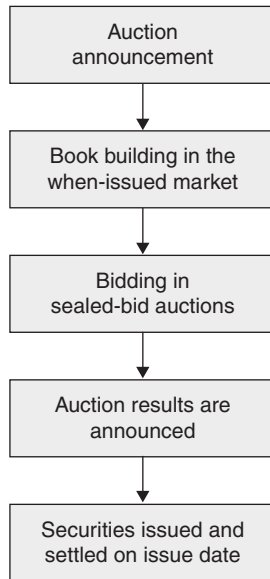 Auction
announcement
Book building in the
when-issued market
Bidding in
sealed-bid auctions
Auction results are
announced
Securities issued and
settled on issue date